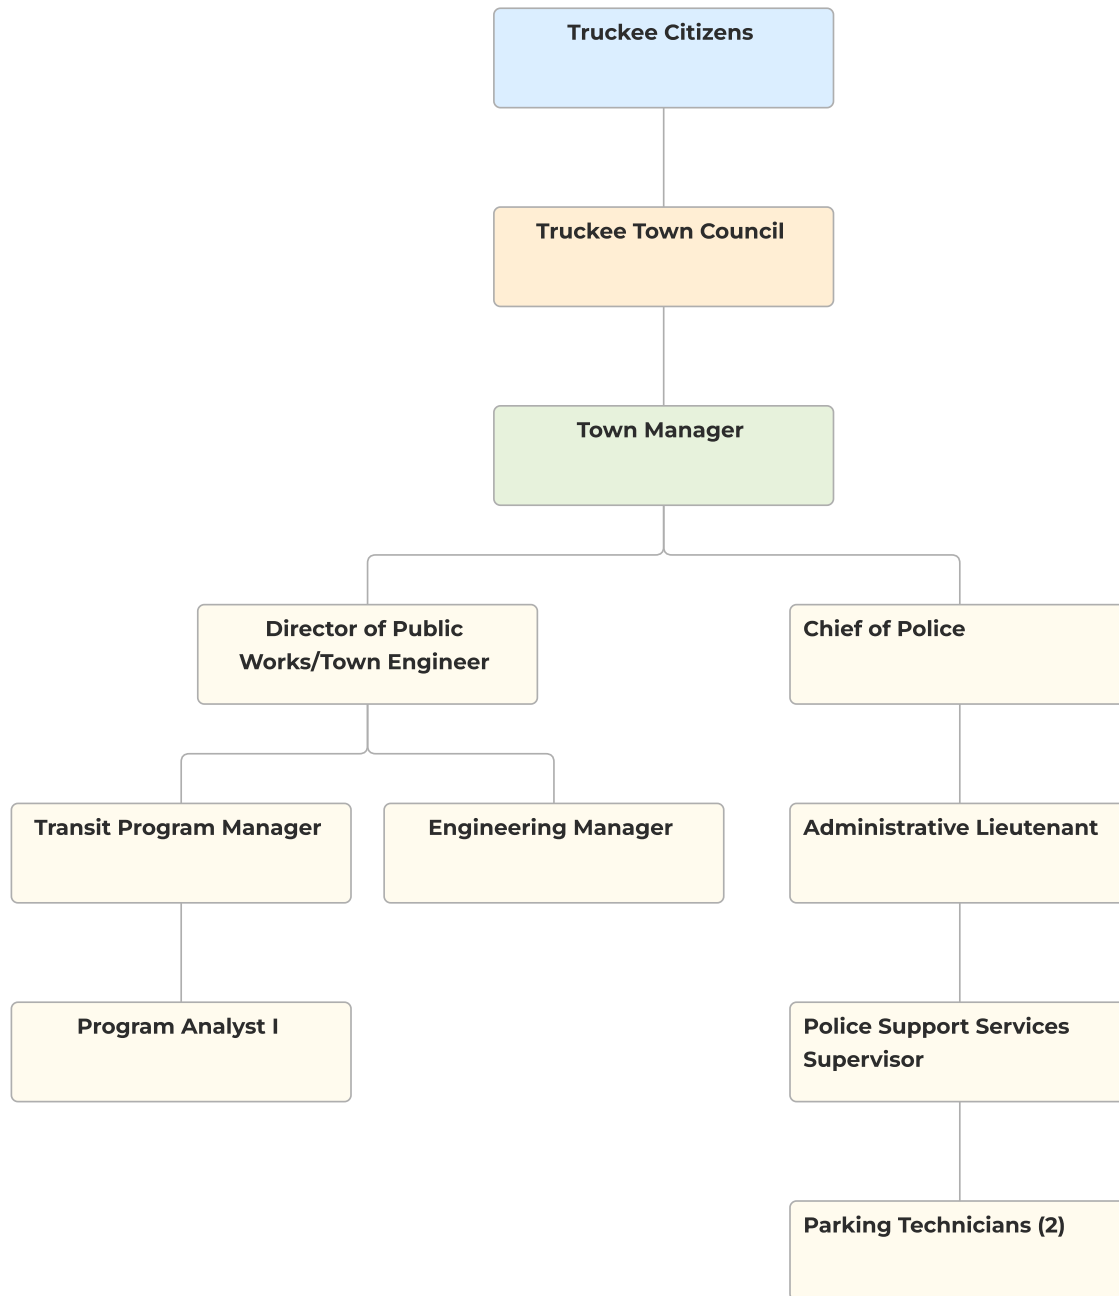 Truckee Citizens
Truckee Town Council
Town Manager
Director of Public
Works/Town Engineer
Chief of Police
Transit Program Manager
Engineering Manager
Administrative Lieutenant
Program Analyst I
Police Support Services
Supervisor
Parking Technicians (2)